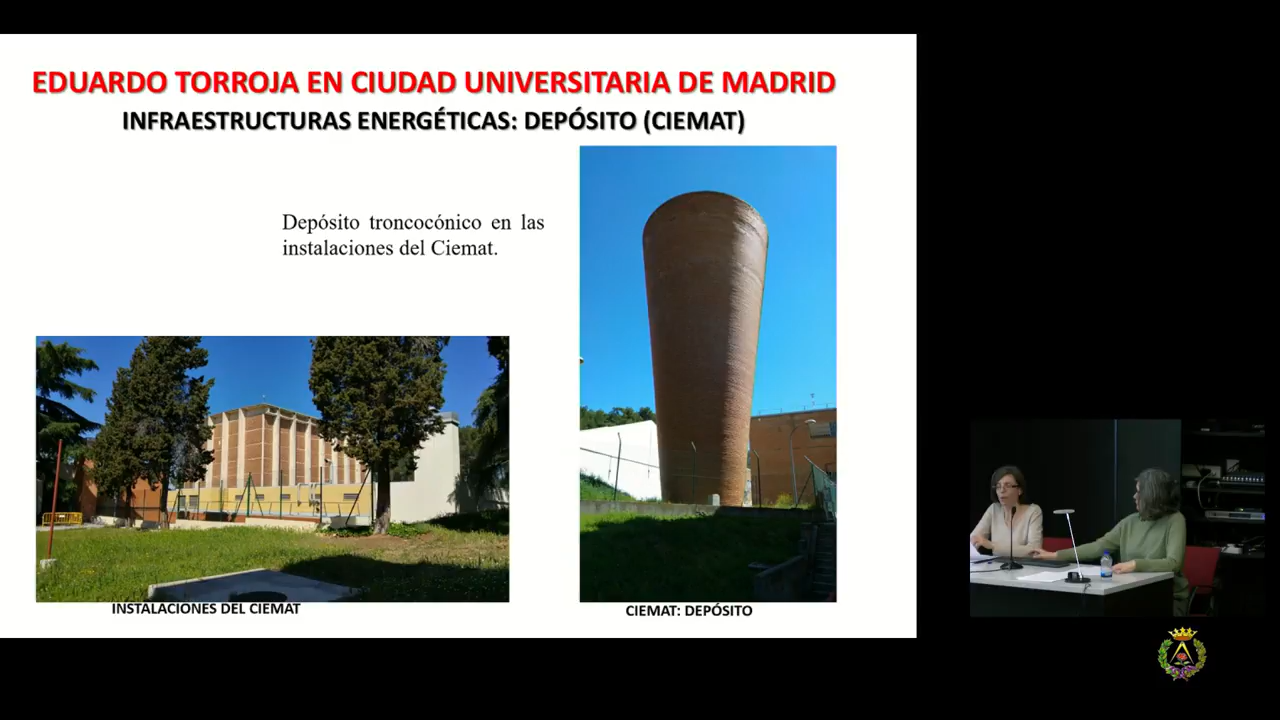 EDUARDO TORROJA EN CIUDAD UNIVERSITARIA DE MADRID
INFRAESTRUCTURAS ENERGÉTICAS: DEPÓSITO (CIEMAT)
Depósito troncocónico en las
instalaciones del Ciemat.
INSTALACIONES DEL CIEMAT
CIEMAT: DEPÓSITO